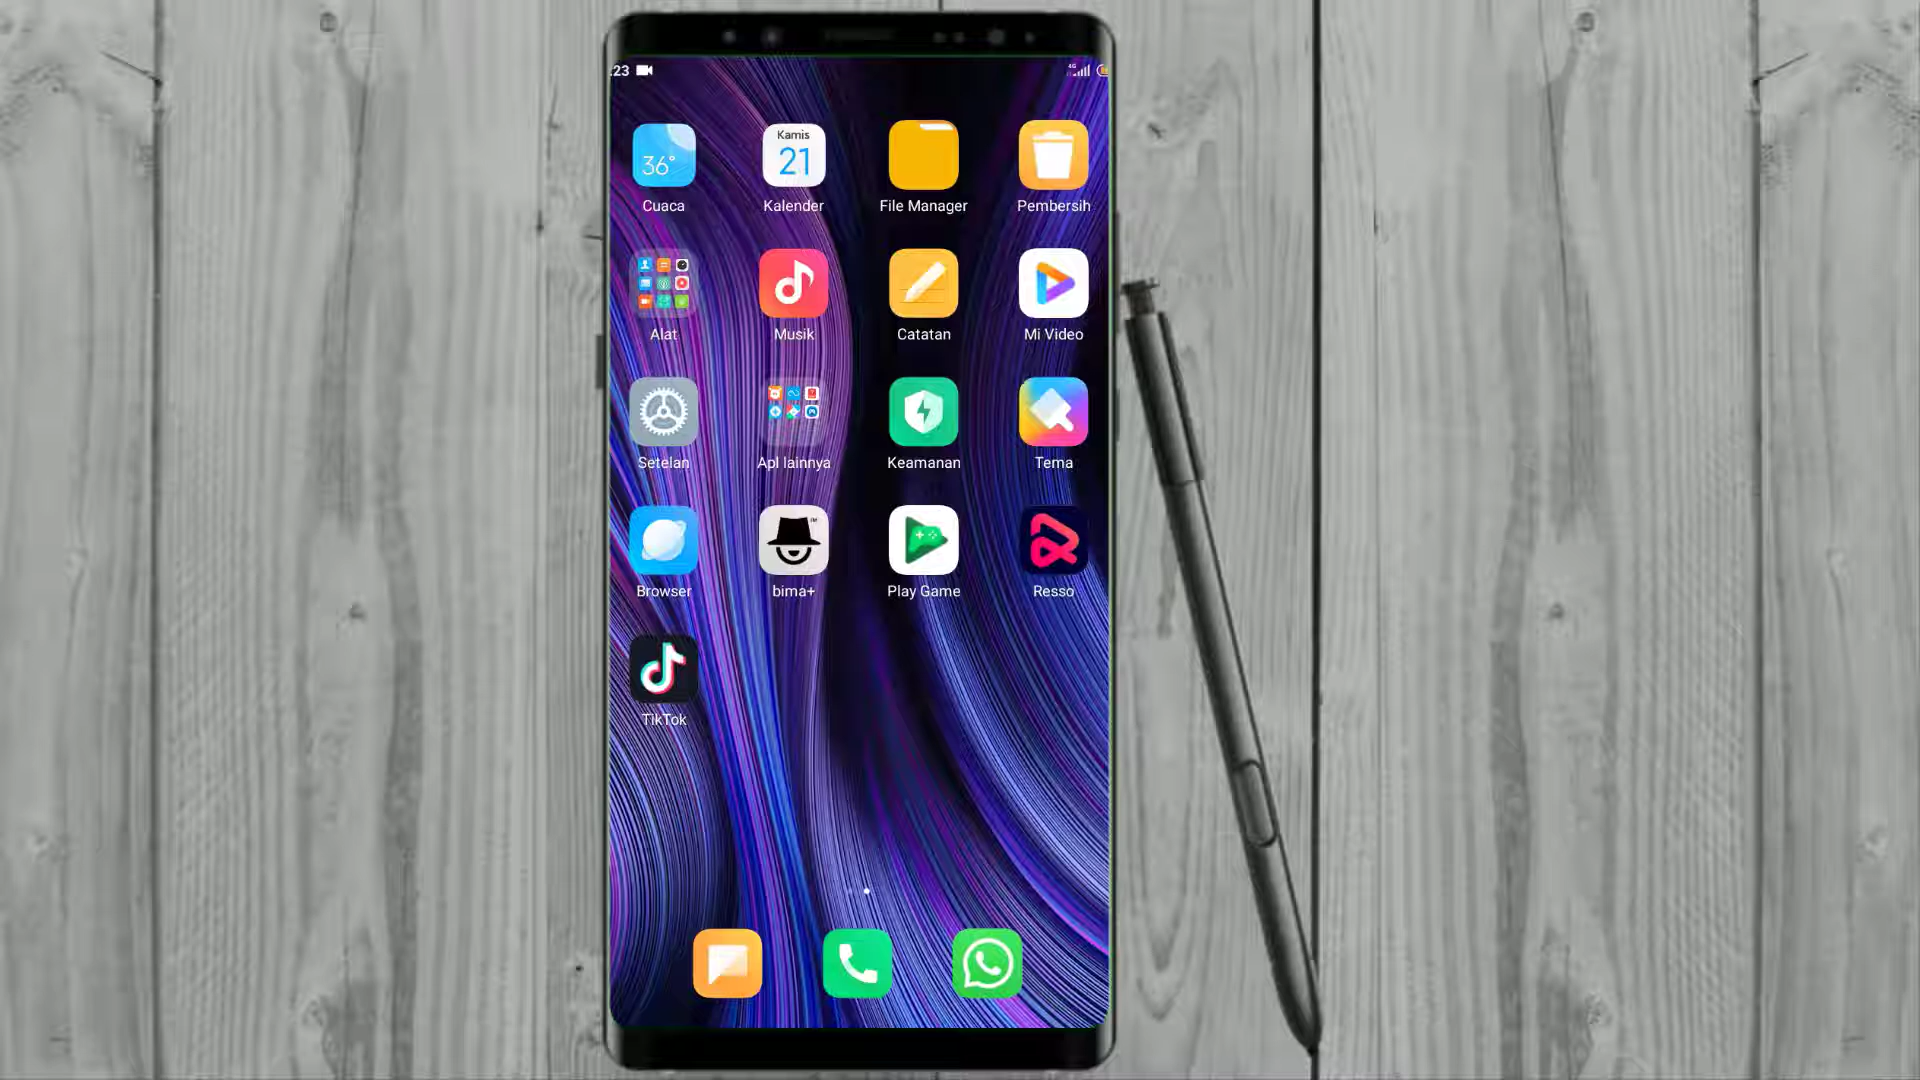 :23
4G
36°
Kamis
21
Cuaca
Kalender
File Manager
Pembersih
Alat
Musik
Catatan
Mi Video
Setelan
Apl lainnya
Keamanan
Tema
Browser
bima+
Play Game
Resso
TikTok